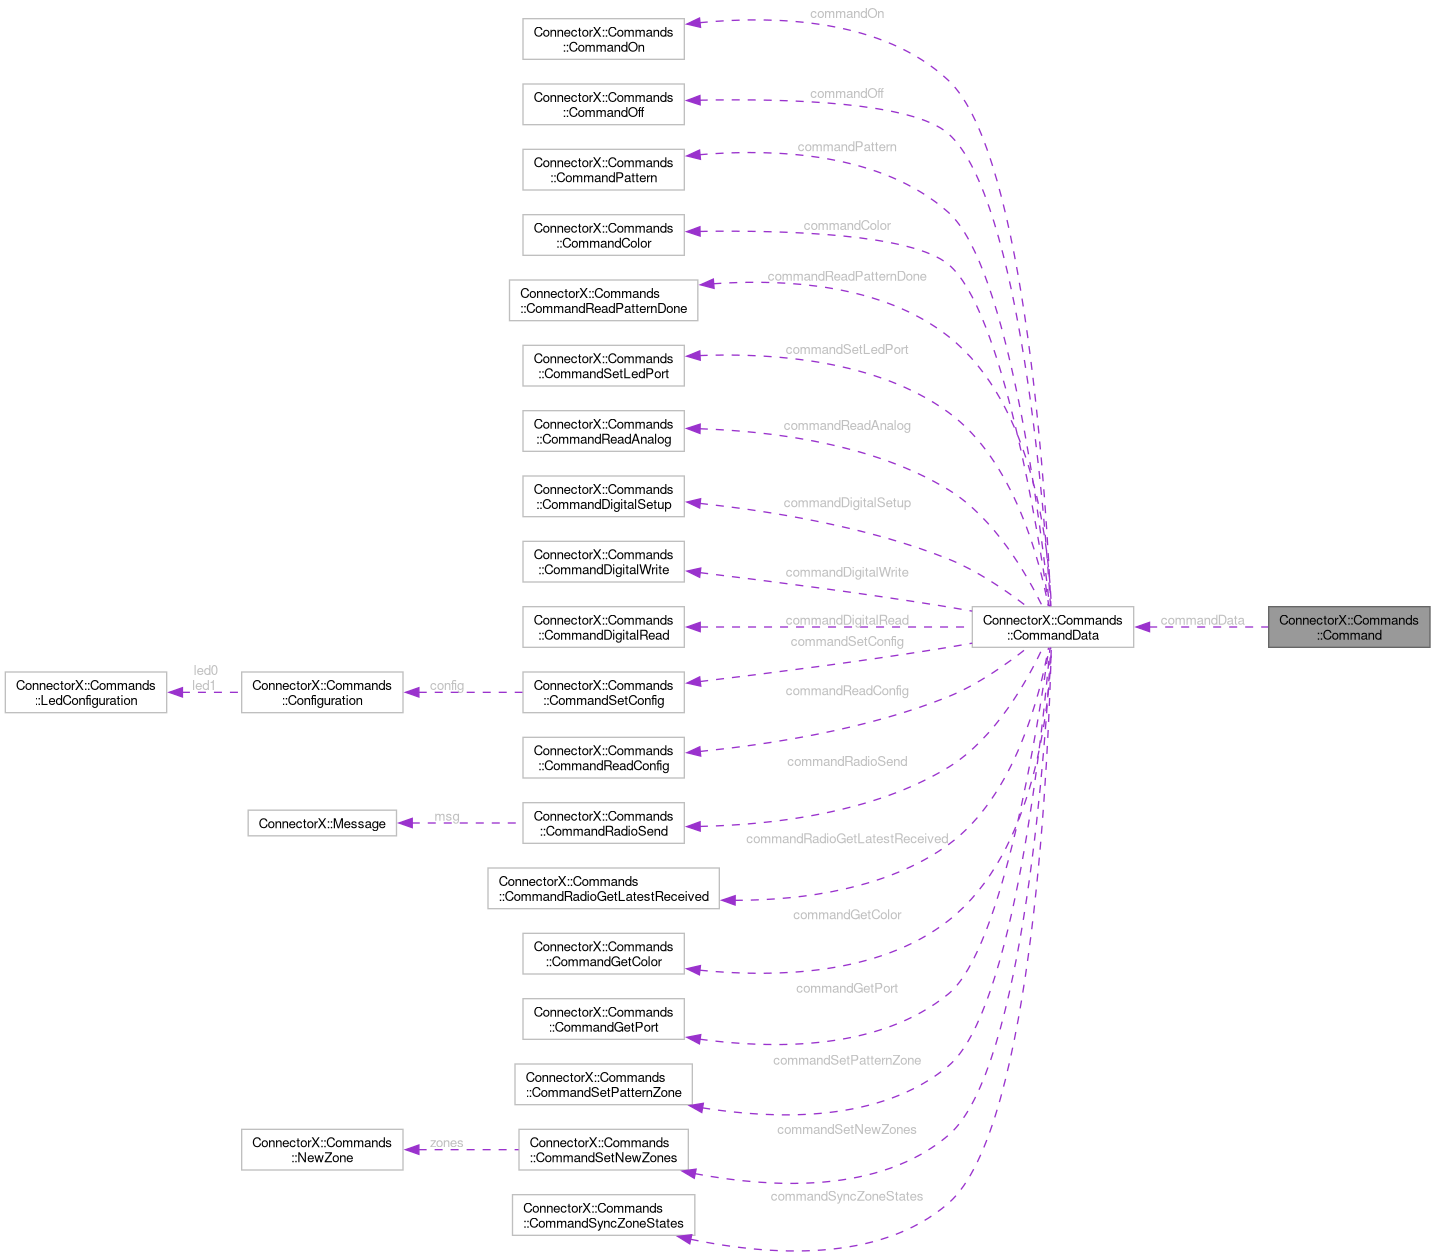 commandOn
ConnectorX::Commands
::CommandOn
commandOff
ConnectorX::Commands
::CommandOff
commandPattern
ConnectorX::Commands
::CommandPattern
commandColor
ConnectorX::Commands
::CommandColor
commandReadPatternDone
ConnectorX::Commands
::CommandReadPatternDone
commandSetLedPort
ConnectorX::Commands
::CommandSetLedPort
commandReadAnalog
ConnectorX::Commands
::CommandReadAnalog
commandDigitalSetup
ConnectorX::Commands
::CommandDigitalSetup
commandDigitalWrite
ConnectorX::Commands
::CommandDigitalWrite
commandDigitalRead
ConnectorX::Commands
::CommandDigitalRead
ConnectorX::Commands
::CommandData
commandData
ConnectorX::Commands
::Command
commandSetConfig
led0
led1
ConnectorX::Commands
::LedConfiguration
ConnectorX::Commands
::Configuration
config
ConnectorX::Commands
::CommandSetConfig
commandReadConfig
ConnectorX::Commands
::CommandReadConfig
commandRadioSend
ConnectorX::Message
msg
ConnectorX::Commands
::CommandRadioSend
commandRadioGetLatestReceived
ConnectorX::Commands
::CommandRadioGetLatestReceived
commandGetColor
ConnectorX::Commands
::CommandGetColor
commandGetPort
ConnectorX::Commands
::CommandGetPort
commandSetPatternZone
ConnectorX::Commands
::CommandSetPatternZone
commandSetNewZones
ConnectorX::Commands
::NewZone
zones
ConnectorX::Commands
::CommandSetNewZones
commandSyncZoneStates
ConnectorX::Commands
::CommandSyncZoneStates